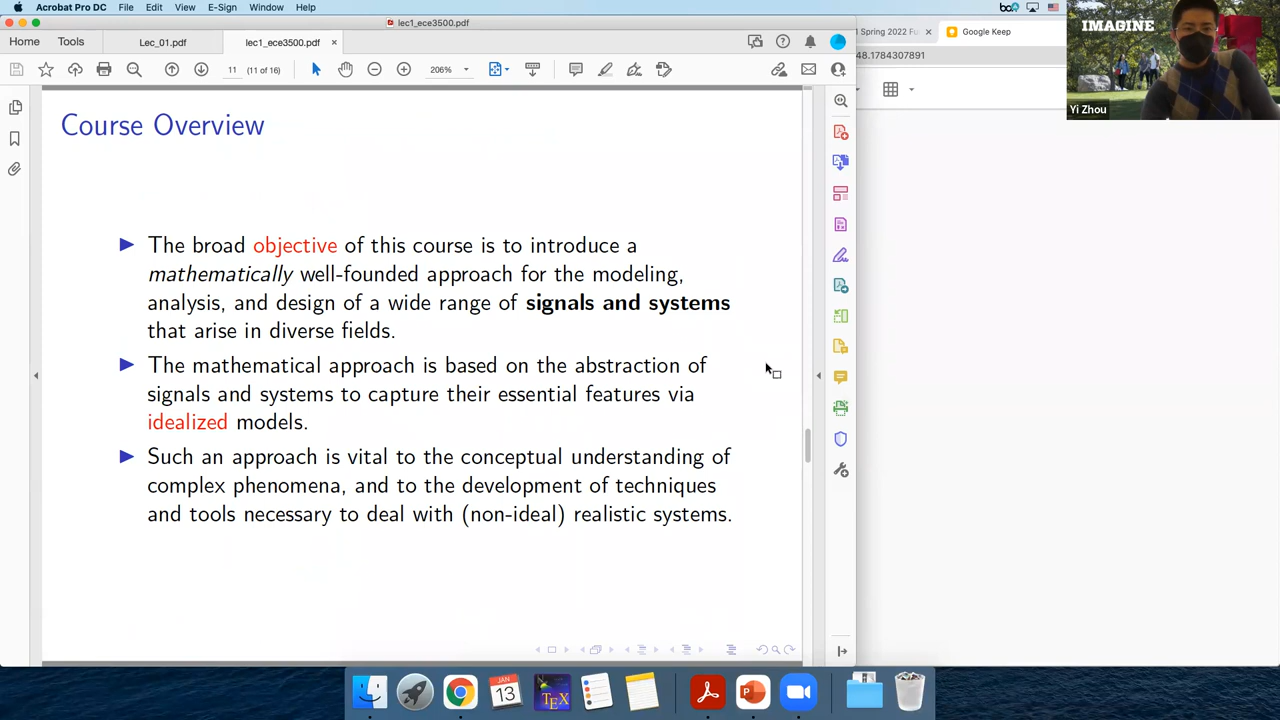 Acrobat Pro DC File Edit View E-Sign Window Help
lec1_ece3500.pdf
Home Tools Lec_01.pdf lec1_ece3500.pdf
1 Spring 2022 Fu
Google Keep
48.1784307891
11 (11 of 16) 206%
IMAGINE
Yi Zhou
Course Overview
The broad objective of this course is to introduce a
mathematically well-founded approach for the modeling,
analysis, and design of a wide range of signals and systems
that arise in diverse fields.
The mathematical approach is based on the abstraction of
signals and systems to capture their essential features via
idealized models.
Such an approach is vital to the conceptual understanding of
complex phenomena, and to the development of techniques
and tools necessary to deal with (non-ideal) realistic systems.
JAN
13
TEX